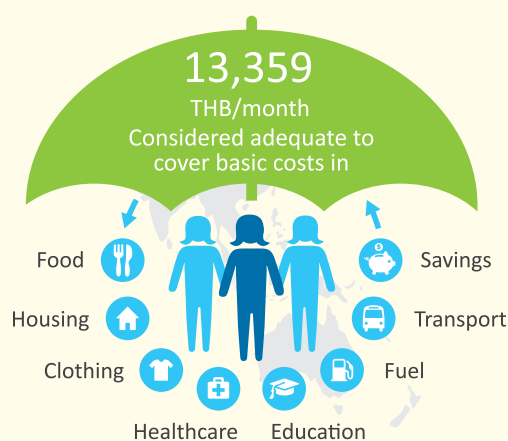 13,359
THB/month
Considered adequate to
cover basic costs in
Food
Savings
Housing
Transport
Clothing
Fuel
Healthcare
Education
$